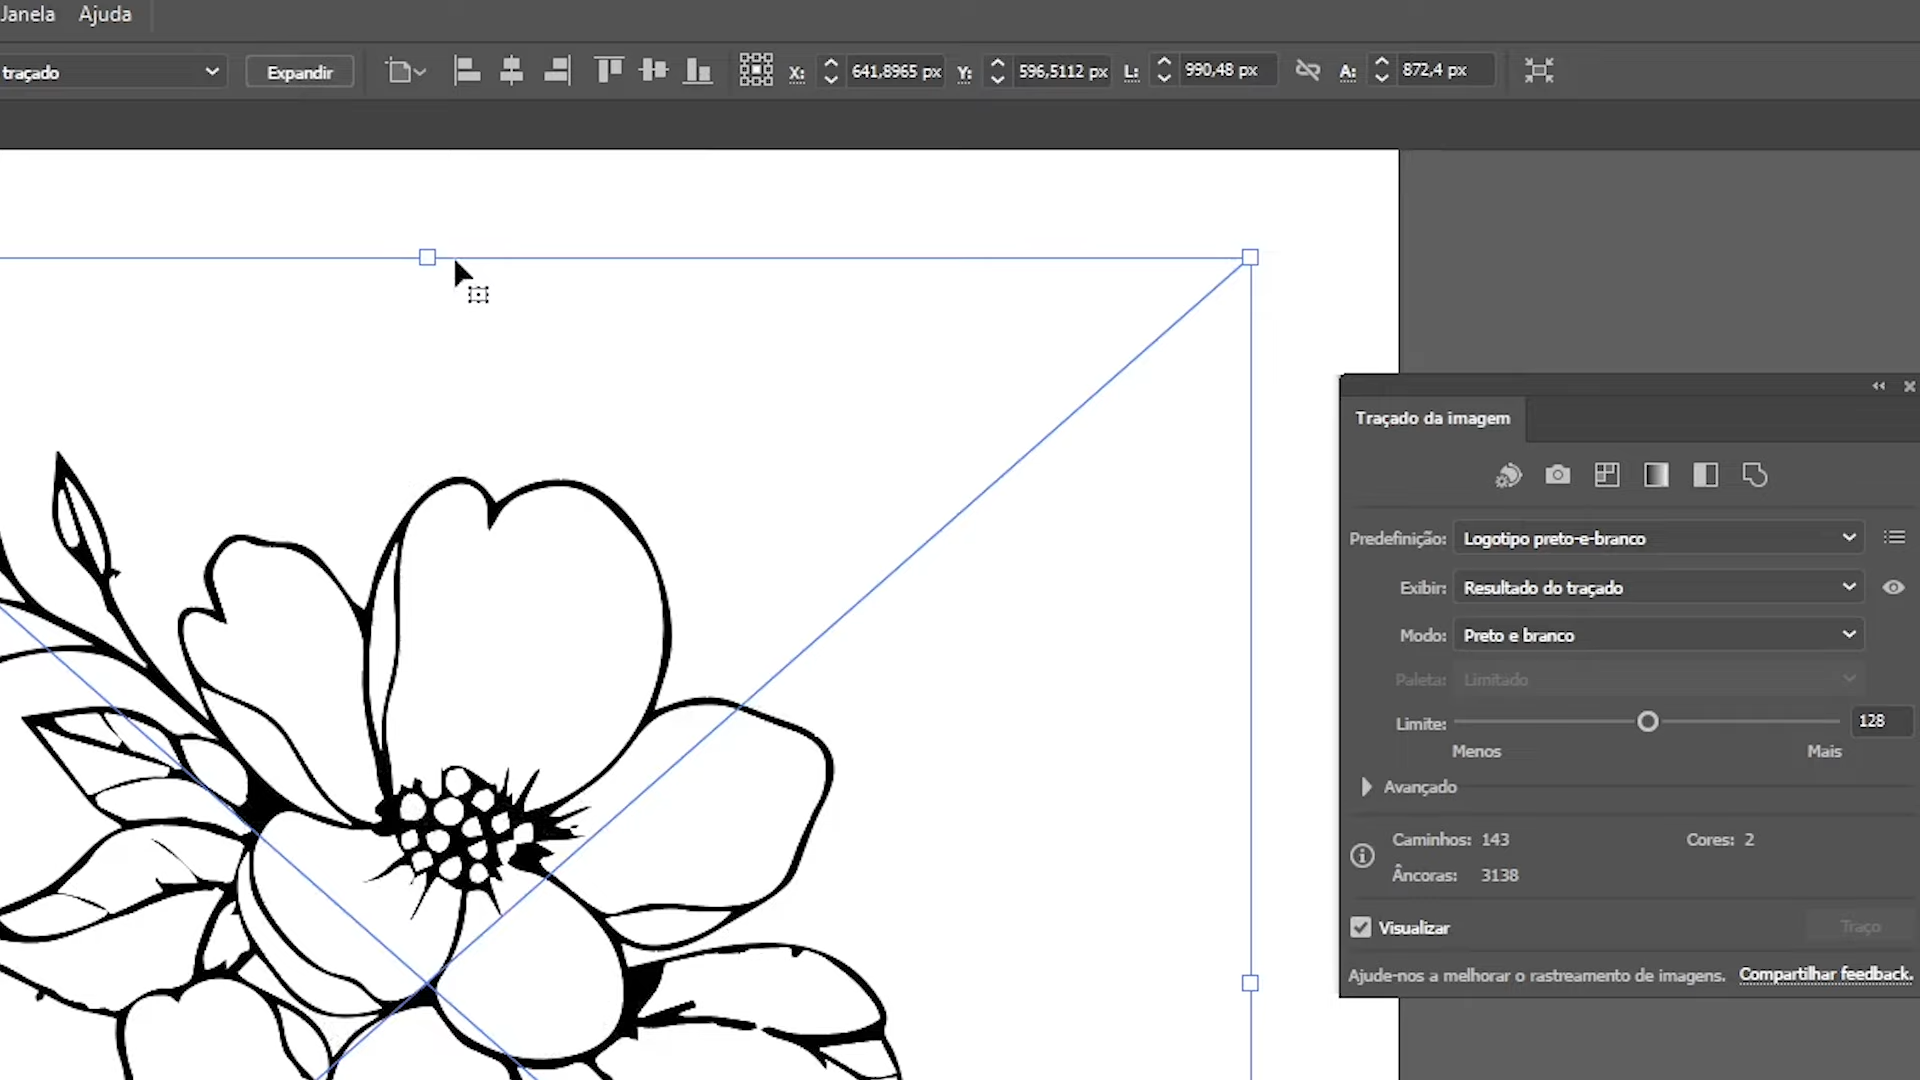 Janela Ajuda
traçado Expandir X: 641,8965 px Y: 596,5112 px L: 990,48 px A: 872,4 px
Traçado da imagem
Predefinição: Logotipo preto-e-branco
Exibir: Resultado do traçado
Modo: Preto e branco
Paleta: Limitado
Limite: 128
Menos Mais
Avançado
Caminhos: 143 Cores: 2
Âncoras: 3138
Visualizar Traço
Ajude-nos a melhorar o rastreamento de imagens. Compartilhar feedback.